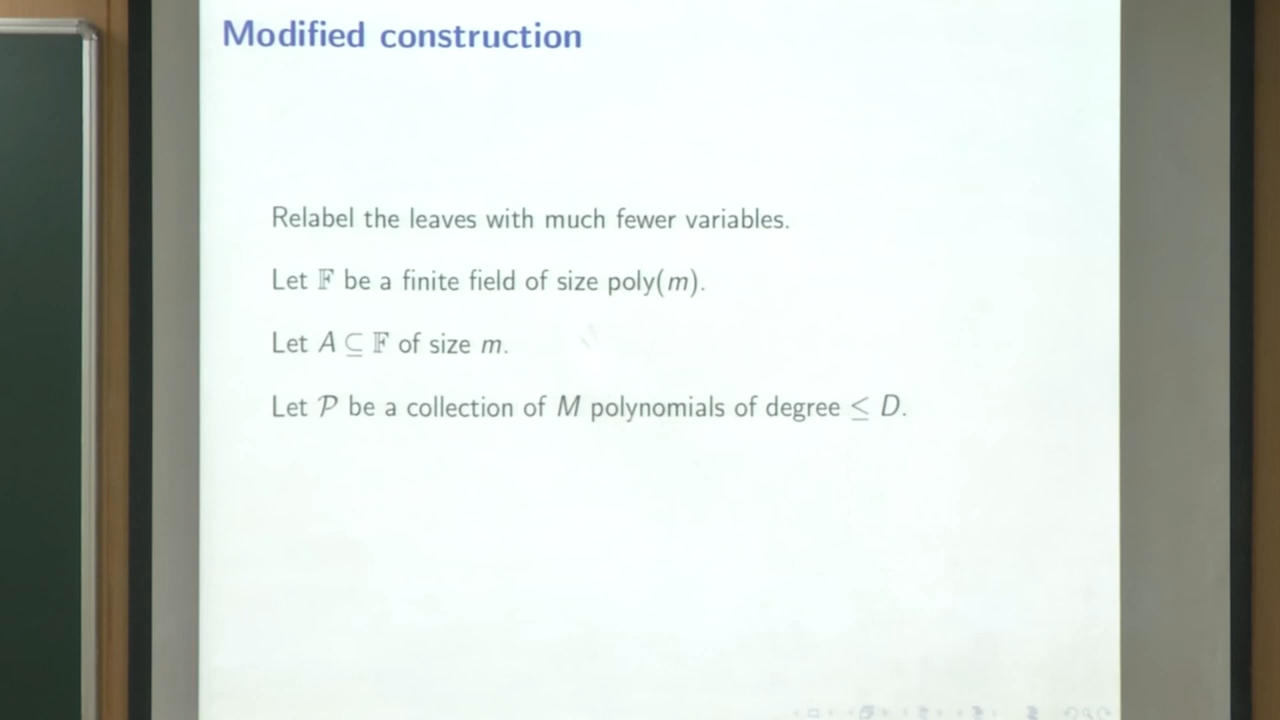 Modified construction
Relabel the leaves with much fewer variables.
Let 𝔽 be a finite field of size poly(m).
Let A ⊆ 𝔽 of size m.
Let 𝒫 be a collection of M polynomials of degree ≤ D.